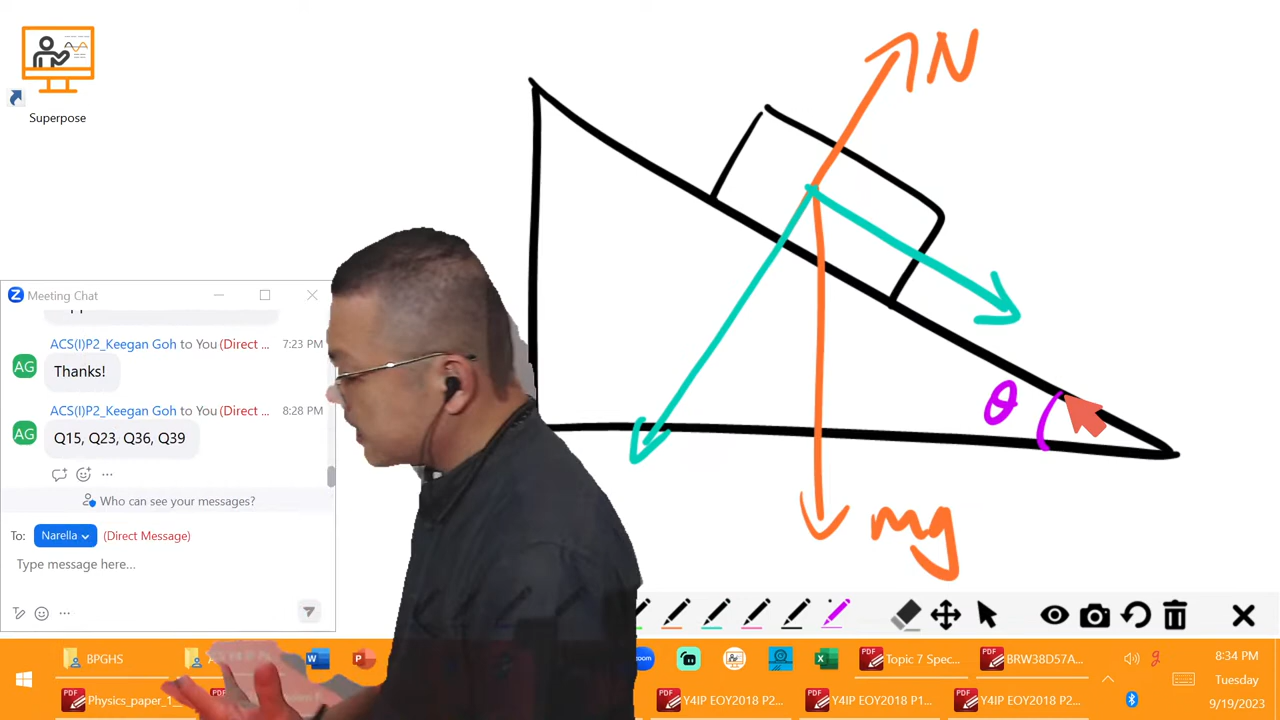 Superpose
N
θ
mg
Meeting Chat
ACS(I)P2_Keegan Goh to You (Direct ... 7:23 PM
AG
Thanks!
ACS(I)P2_Keegan Goh to You (Direct ... 8:28 PM
AG
Q15, Q23, Q36, Q39
Who can see your messages?
To: Narella (Direct Message)
Type message here...
BPGHS
zoom
Topic 7 Spec...
BRW38D57A...
8:34 PM
Tuesday
9/19/2023
Physics_paper_1_
Y4IP EOY2018 P2...
Y4IP EOY2018 P1...
Y4IP EOY2018 P2...